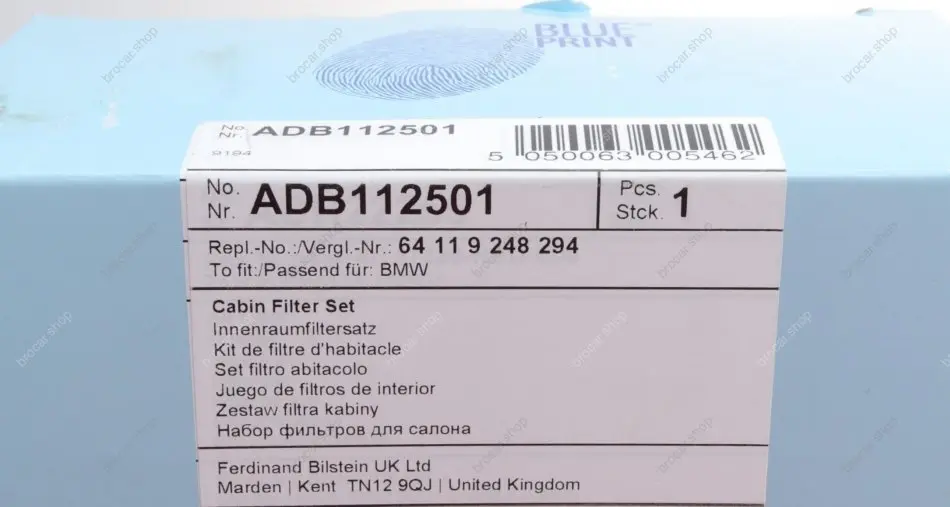 BLUE
PRINT
No. ADB112501
Nr.
9194
5 050063 005462
No. ADB112501
Nr.
Pcs. 1
Stck.
Repl.-No.:/Vergl.-Nr.: 64 11 9 248 294
To fit:/Passend für: BMW
Cabin Filter Set
Innenraumfiltersatz
Kit de filtre d'habitacle
Set filtro abitacolo
Juego de filtros de interior
Zestaw filtra kabiny
Набор фильтров для салона
Ferdinand Bilstein UK Ltd
Marden | Kent TN12 9QJ | United Kingdom
brocar.shop